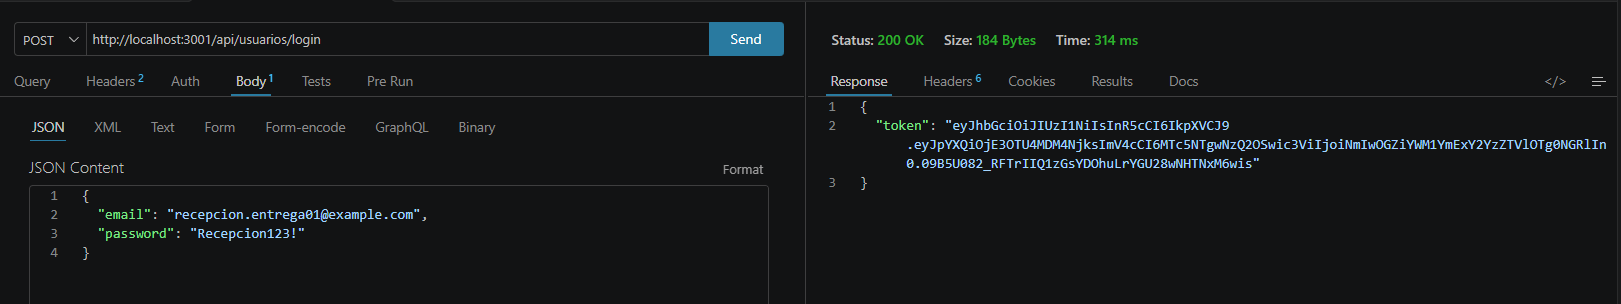 POST http://localhost:3001/api/usuarios/login Send
Query Headers 2 Auth Body 1 Tests Pre Run
JSON XML Text Form Form-encode GraphQL Binary
JSON Content Format
1 {
2 "email": "recepcion.entrega01@example.com",
3 "password": "Recepcion123!"
4 }
Status: 200 OK Size: 184 Bytes Time: 314 ms
Response Headers 6 Cookies Results Docs </>
1 {
2 "token": "eyJhbGciOiJIUzI1NiIsInR5cCI6IkpXVCJ9
.eyJpYXQiOjE3OTU4MDM4NjksImV4cCI6MTc5NTgwNzQ2OSwic3ViIjoiNmIwOGZiYWM1YmExY2YzZTVlOTg0NGRlIn
0.09B5U082_RFTrIIQ1zGsYDOhuLrYGU28wNHTNxM6wis"
3 }